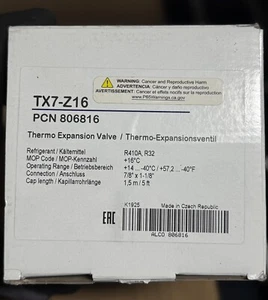 WARNING: Cancer and Reproductive Harm
ADVERTENCIA: Cáncer y daño reproductivo
AVERTISSEMENT: Cancer et effets nocifs sur la reproduction
www.P65warnings.ca.gov
TX7-Z16
PCN 806816
Thermo Expansion Valve / Thermo-Expansionsventil
Refrigerant / Kältemittel R410A, R32
MOP Code / MOP-Kennzahl +16°C
Operation Range / Betriebsbereich +14 ... -40°C / +57,2 ... -40°F
Connection / Anschluss 7/8" x 1-1/8"
Cap length / Kapillarrohrlänge 1,5 m / 5 ft
K1925 Made in Czech Republic
ALCO 806816